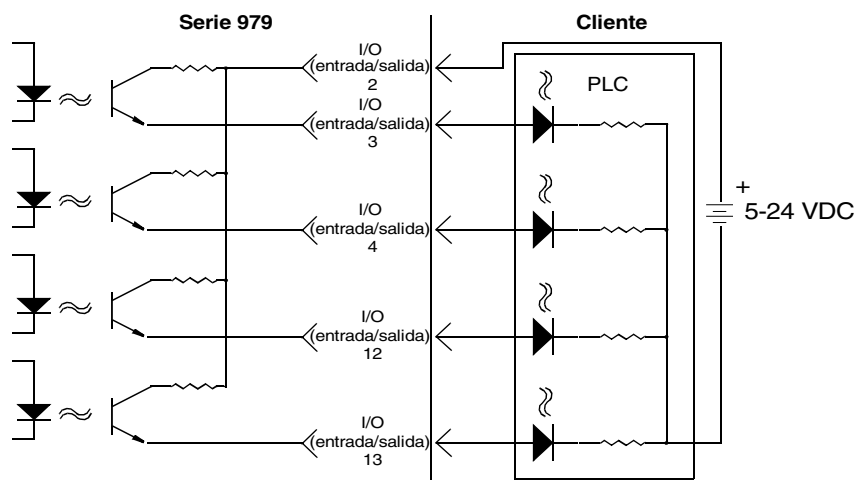 Serie 979
Cliente
I/O
(entrada/salida)
2
PLC
I/O
(entrada/salida)
3
+
5-24 VDC
I/O
(entrada/salida)
4
I/O
(entrada/salida)
12
I/O
(entrada/salida)
13